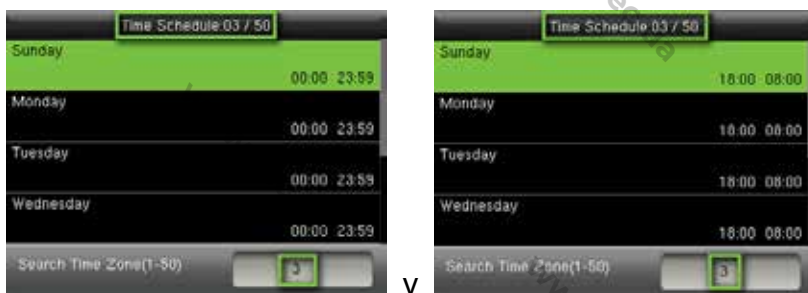 Time Schedule:03 / 50
Sunday
00:00 23:59
Monday
00:00 23:59
Tuesday
00:00 23:59
Wednesday
00:00 23:59
Search Time Zone(1-50)
3
v
Time Schedule:03 / 50
Sunday
18:00 08:00
Monday
18:00 08:00
Tuesday
18:00 08:00
Wednesday
18:00 08:00
Search Time Zone(1-50)
3